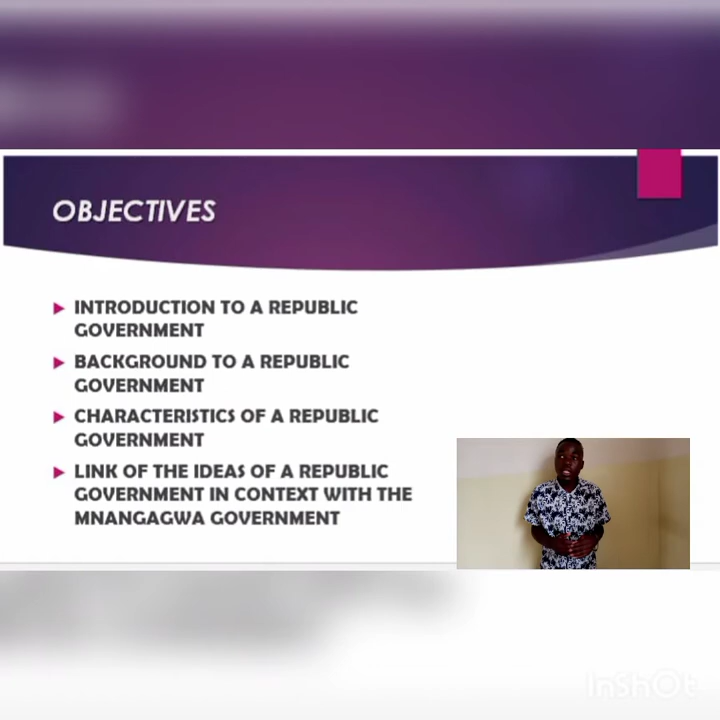 OBJECTIVES
INTRODUCTION TO A REPUBLIC
GOVERNMENT
BACKGROUND TO A REPUBLIC
GOVERNMENT
CHARACTERISTICS OF A REPUBLIC
GOVERNMENT
LINK OF THE IDEAS OF A REPUBLIC
GOVERNMENT IN CONTEXT WITH THE
MNANGAGWA GOVERNMENT
InShOt